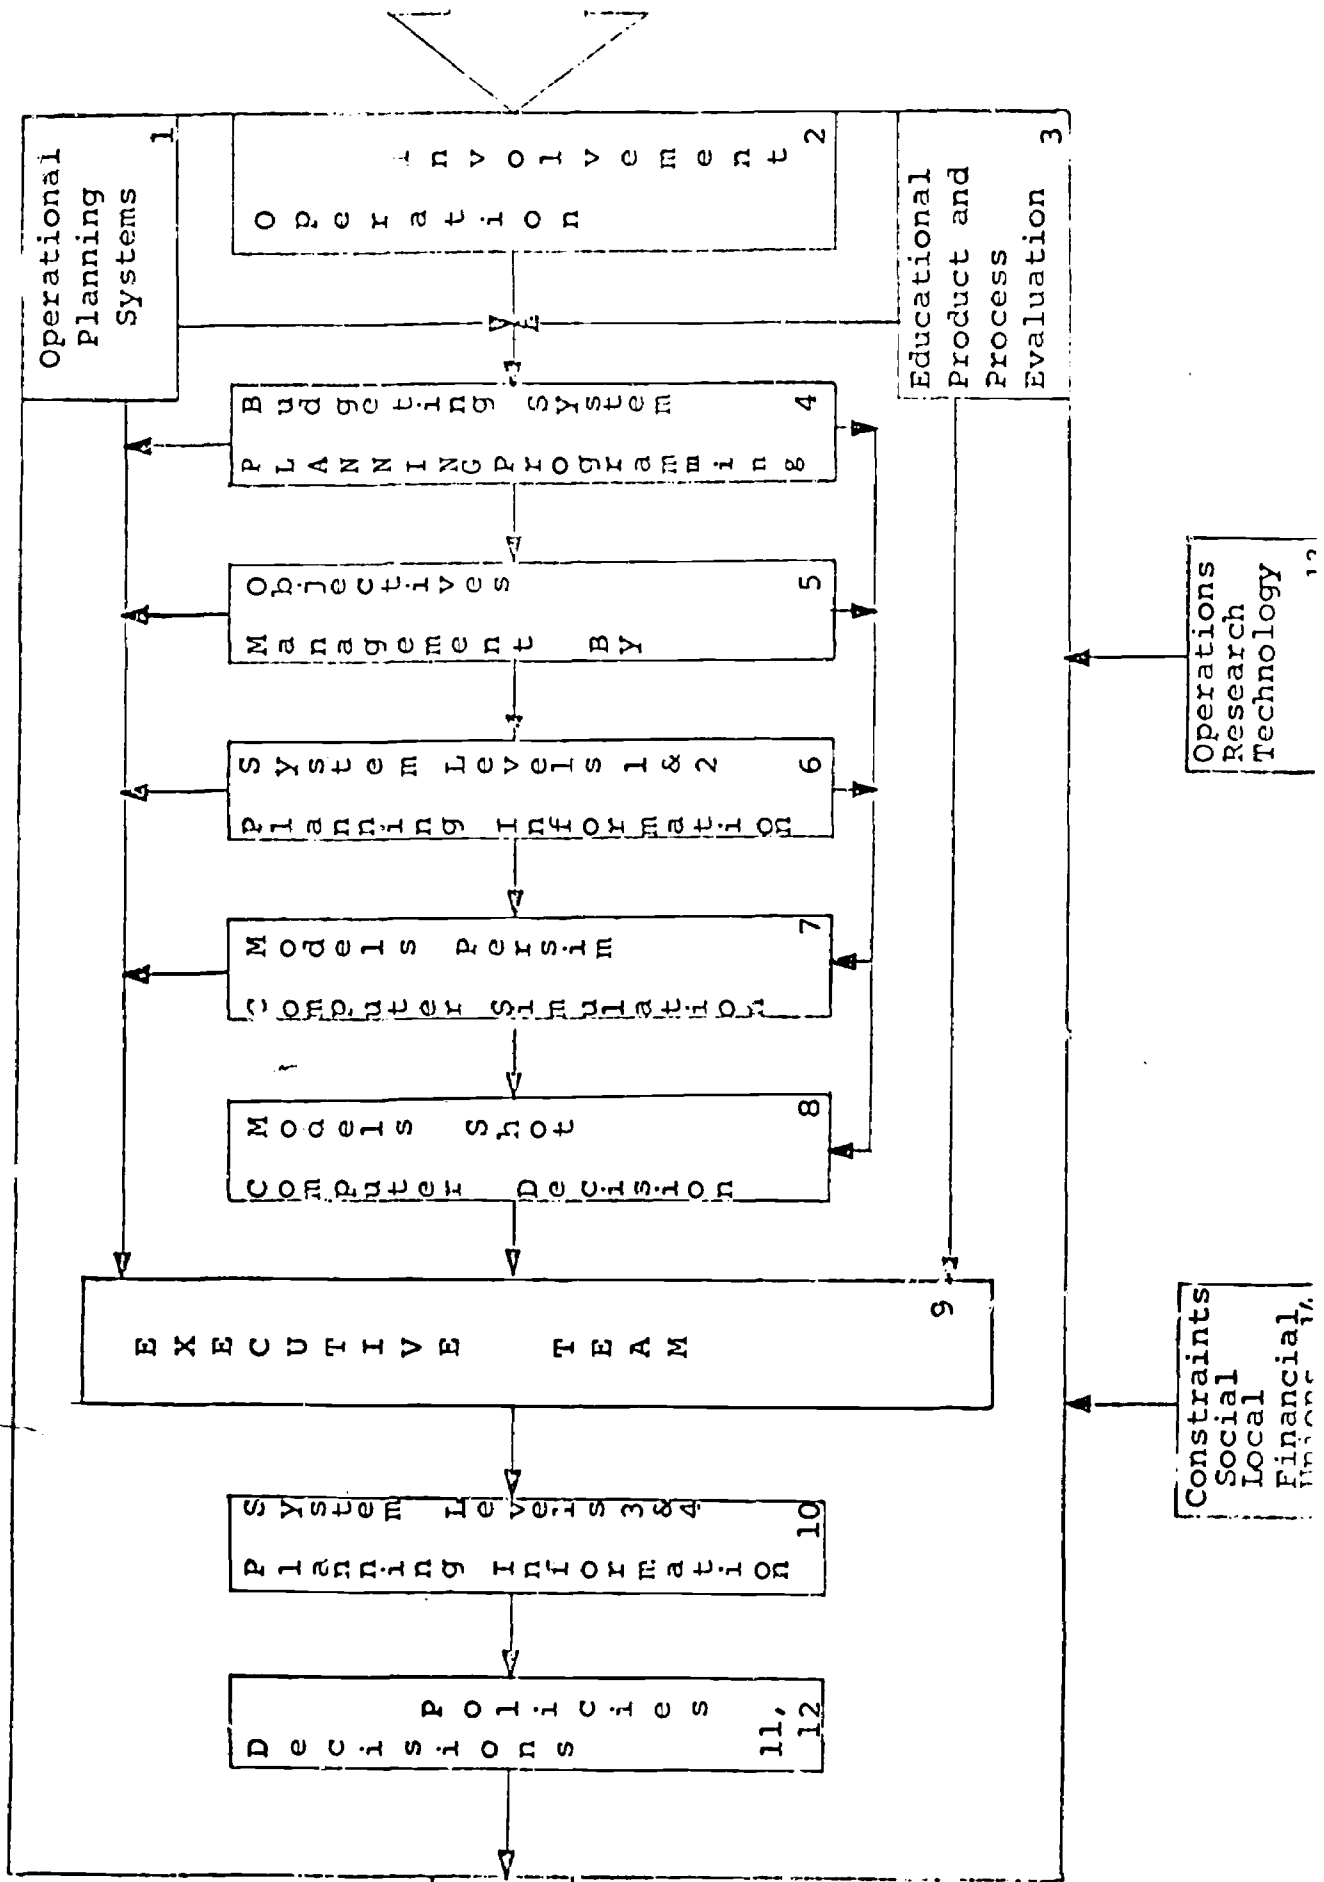 Operational
Planning
Systems
1
Operation
Involvement
2
Educational
Product and
Process
Evaluation
3
PLANNING Programming
Budgeting System
4
Management By
Objectives
5
Planning Information
System Levels 1 & 2
6
Computer Simulation
Models Persim
7
Computer Decision
Models Shot
8
EXECUTIVE TEAM
9
Planning Information
System Levels 3 & 4
10
Decisions
Policies
11,
12
Operations
Research
Technology
Constraints
Social
Local
Financial